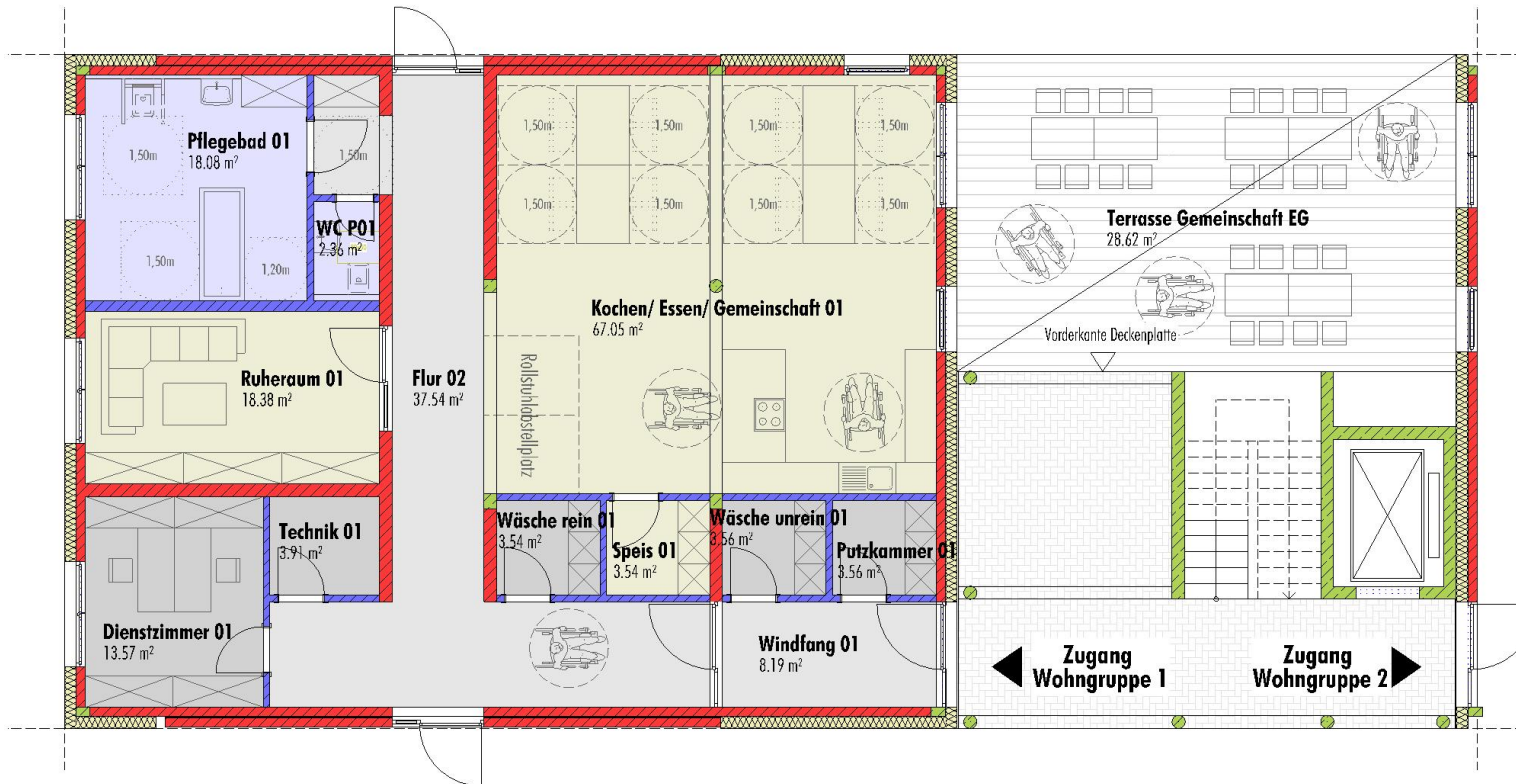 Pflegebad 01
18.08 m²
1,50m
1,50m
1,50m
1,20m
WC P01
2.36 m²
Ruheraum 01
18.38 m²
Flur 02
37.54 m²
Technik 01
3.91 m²
Dienstzimmer 01
13.57 m²
1,50m
1,50m
1,50m
1,50m
1,50m
1,50m
1,50m
1,50m
Kochen/ Essen/ Gemeinschaft 01
67.05 m²
Rollstuhlabstellplatz
Wäsche rein 01
3.54 m²
Speis 01
3.54 m²
Wäsche unrein 01
3.56 m²
Putzkammer 01
3.56 m²
Windfang 01
8.19 m²
Terrasse Gemeinschaft EG
28.62 m²
Vorderkante Deckenplatte
Zugang
Wohngruppe 1
Zugang
Wohngruppe 2